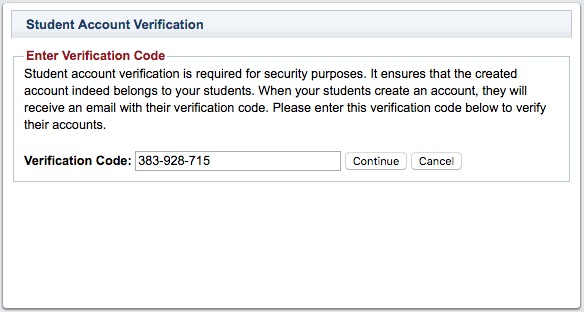 Student Account Verification
Enter Verification Code
Student account verification is required for security purposes. It ensures that the created
account indeed belongs to your students. When your students create an account, they will
receive an email with their verification code. Please enter this verification code below to verify
their accounts.
Verification Code: 383-928-715 Continue Cancel